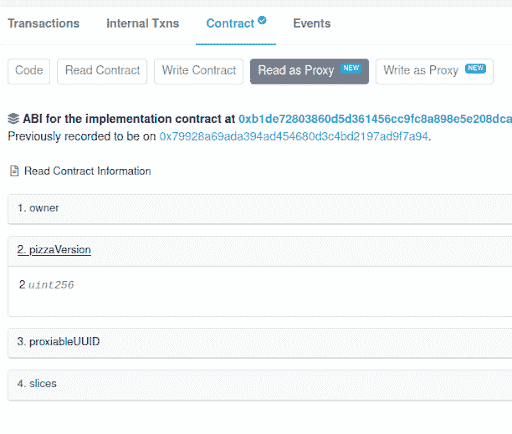 Transactions Internal Txns Contract Events
Code Read Contract Write Contract Read as Proxy NEW Write as Proxy NEW
ABI for the implementation contract at 0xb1de72803860d5d361456cc9fc8a898e5e208dca
Previously recorded to be on 0x79928a69ada394ad454680d3c4bd2197ad9f7a94.
Read Contract Information
1. owner
2. pizzaVersion
2 uint256
3. proxiableUUID
4. slices